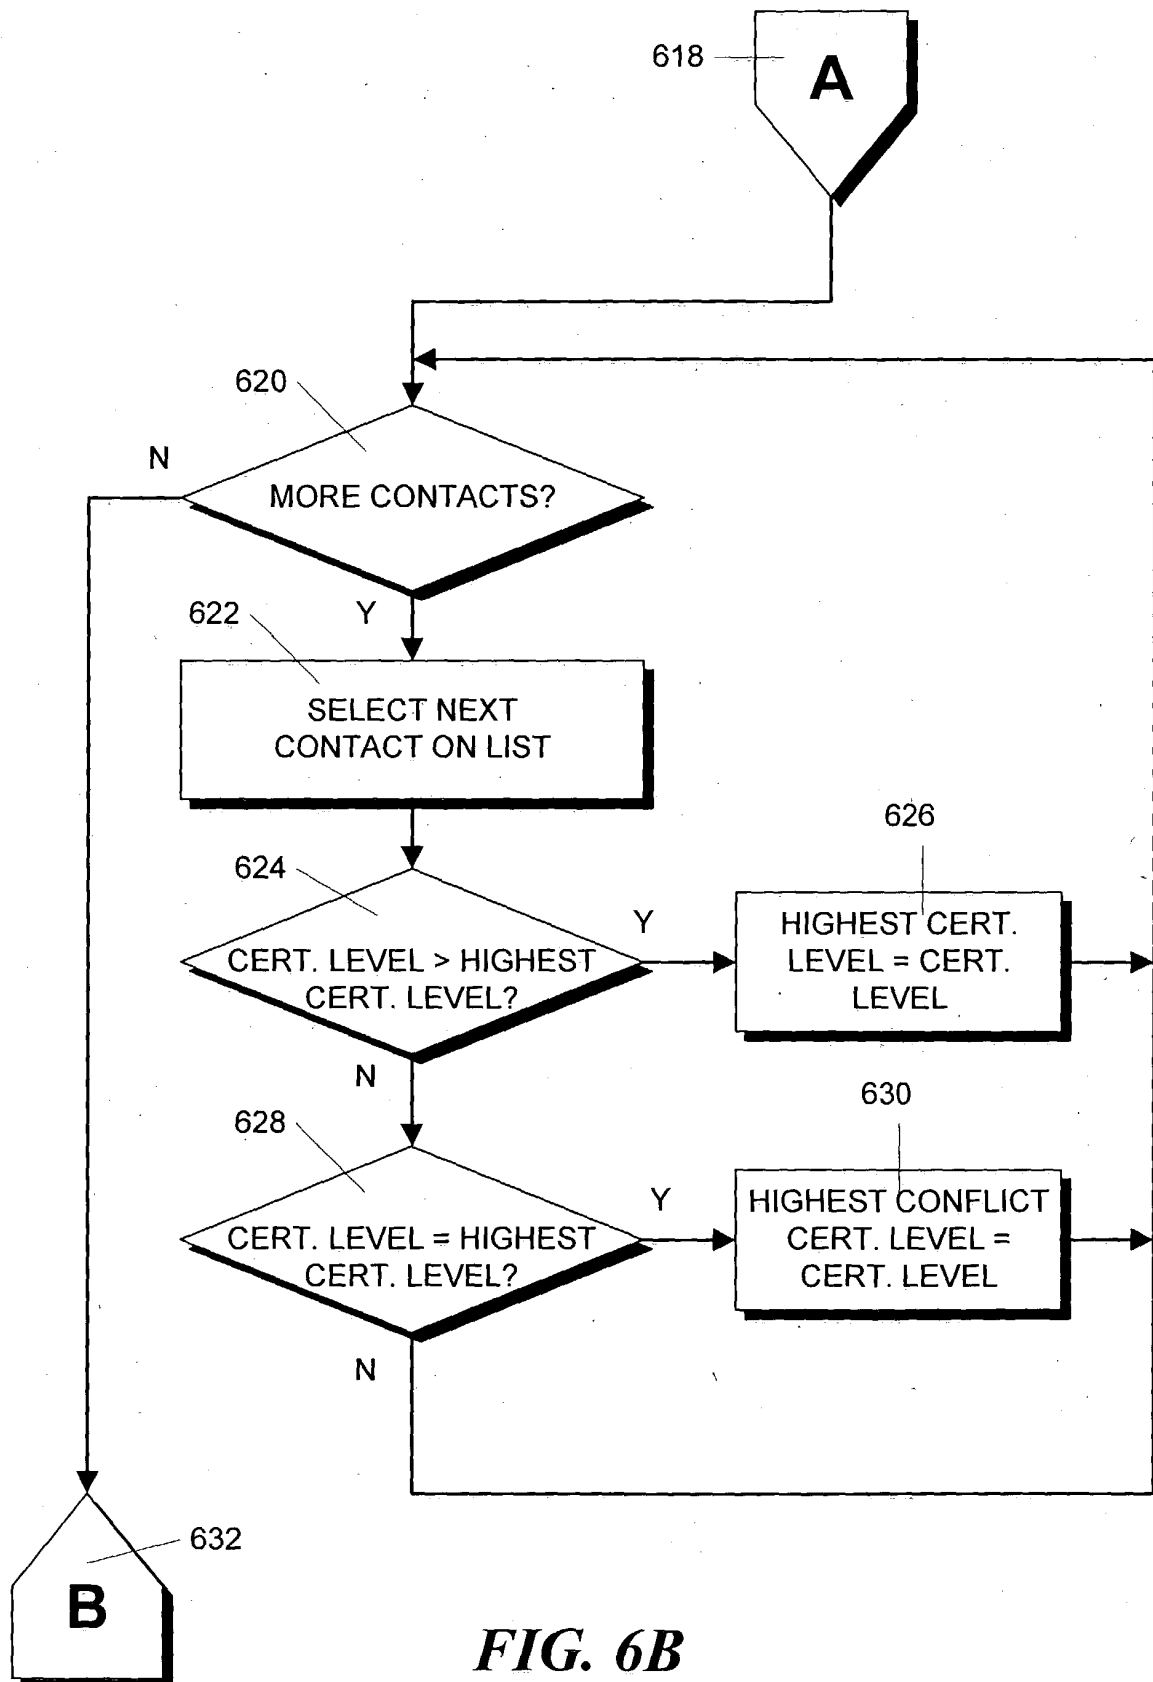 618
A
620
N
MORE CONTACTS?
Y
622
SELECT NEXT
CONTACT ON LIST
626
624
Y
HIGHEST CERT.
LEVEL = CERT.
LEVEL
CERT. LEVEL > HIGHEST
CERT. LEVEL?
N
630
628
Y
HIGHEST CONFLICT
CERT. LEVEL =
CERT. LEVEL
CERT. LEVEL = HIGHEST
CERT. LEVEL?
N
632
B
FIG. 6B